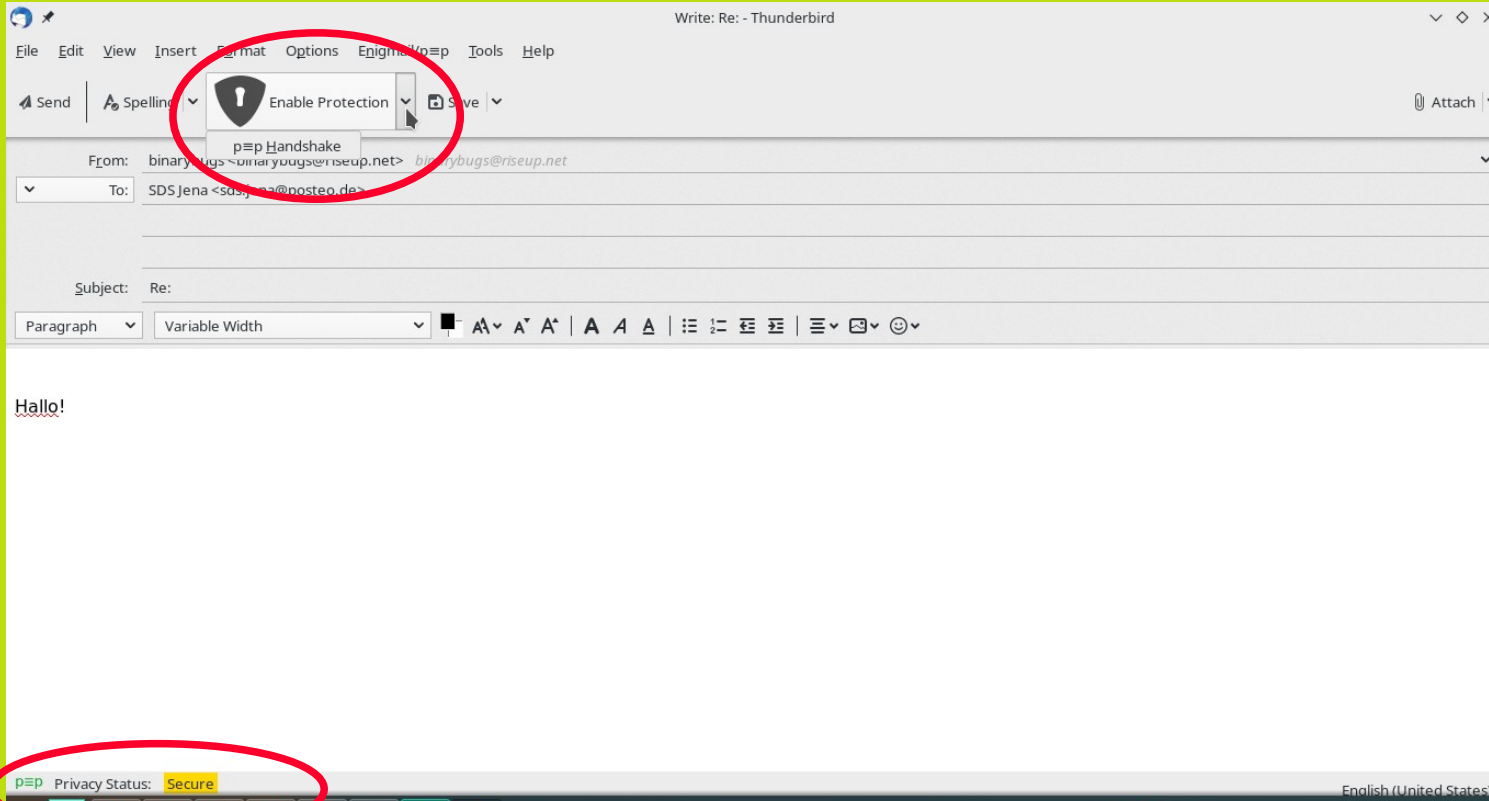 Write: Re: - Thunderbird
File Edit View Insert Format Options Enigmail/p≡p Tools Help
Send Spelling Enable Protection Save Attach
p≡p Handshake
From: binarybugs <binarybugs@riseup.net> binarybugs@riseup.net
To: SDS Jena <sds.jena@posteo.de>
Subject: Re:
Paragraph Variable Width
Hallo!
p≡p Privacy Status: Secure
English (United States)